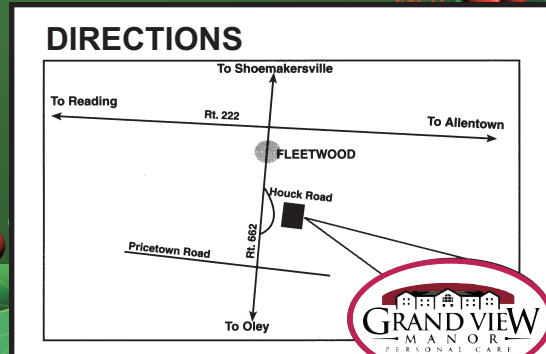 DIRECTIONS
To Shoemakersville
To Reading
Rt. 222
To Allentown
FLEETWOOD
Houck Road
Rt. 662
Pricetown Road
To Oley
GRAND VIEW
MANOR
PERSONAL CARE